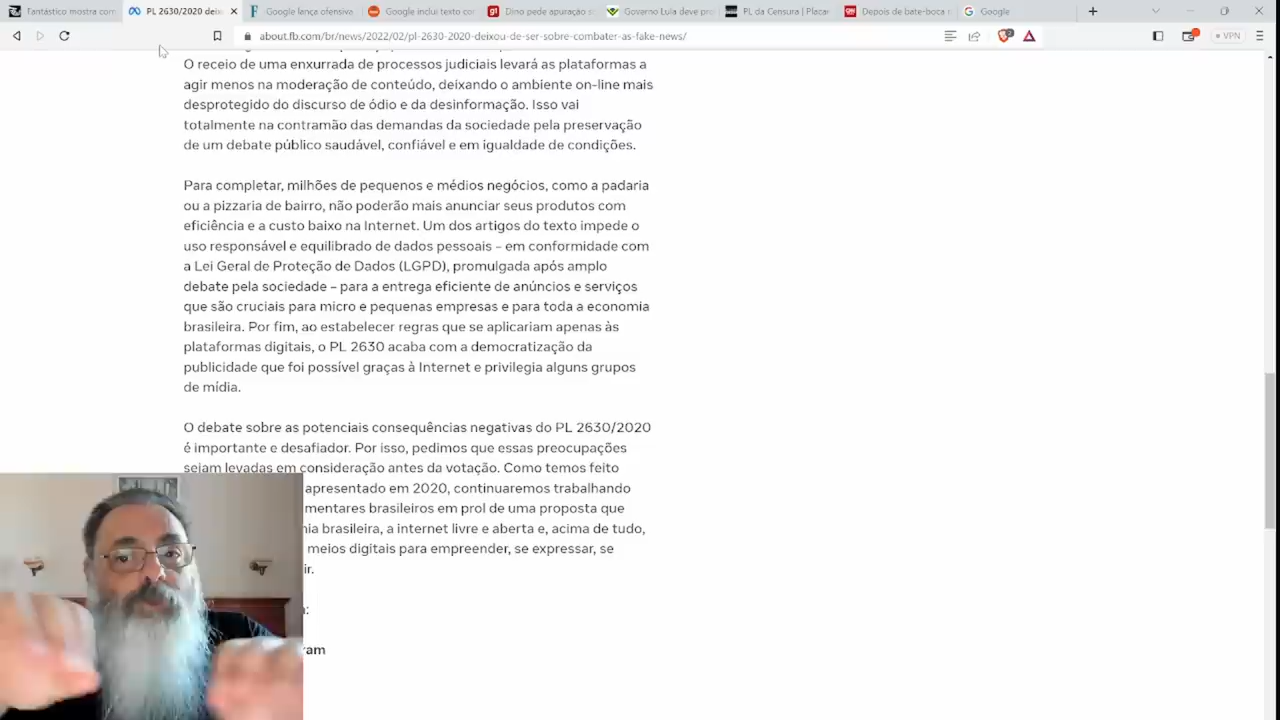 Fantástico mostra com
PL 2630/2020 deix
Google lança ofensiva
Google inclui texto co
Dino pede apuração s
Governo Lula deve pro
PL da Censura | Placa
Depois de bate-boca n
Google
about.fb.com/br/news/2022/02/pl-2630-2020-deixou-de-ser-sobre-combater-as-fake-news/
VPN
O receio de uma enxurrada de processos judiciais levará as plataformas a
agir menos na moderação de conteúdo, deixando o ambiente on-line mais
desprotegido do discurso de ódio e da desinformação. Isso vai
totalmente na contramão das demandas da sociedade pela preservação
de um debate público saudável, confiável e em igualdade de condições.
Para completar, milhões de pequenos e médios negócios, como a padaria
ou a pizzaria de bairro, não poderão mais anunciar seus produtos com
eficiência e a custo baixo na Internet. Um dos artigos do texto impede o
uso responsável e equilibrado de dados pessoais – em conformidade com
a Lei Geral de Proteção de Dados (LGPD), promulgada após amplo
debate pela sociedade – para a entrega eficiente de anúncios e serviços
que são cruciais para micro e pequenas empresas e para toda a economia
brasileira. Por fim, ao estabelecer regras que se aplicariam apenas às
plataformas digitais, o PL 2630 acaba com a democratização da
publicidade que foi possível graças à Internet e privilegia alguns grupos
de mídia.
O debate sobre as potenciais consequências negativas do PL 2630/2020
é importante e desafiador. Por isso, pedimos que essas preocupações
sejam levadas em consideração antes da votação. Como temos feito
apresentado em 2020, continuaremos trabalhando
mentares brasileiros em prol de uma proposta que
nia brasileira, a internet livre e aberta e, acima de tudo,
meios digitais para empreender, se expressar, se
ir.
a:
ram